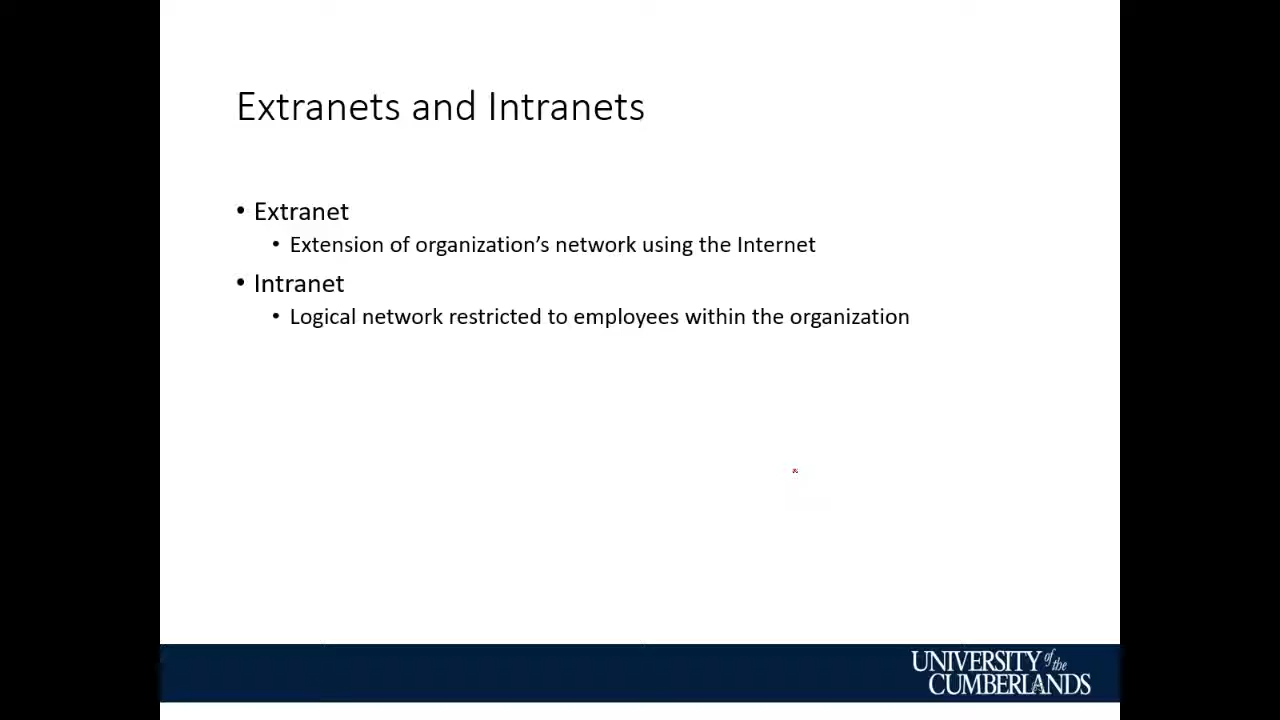 Extranets and Intranets
• Extranet
• Extension of organization's network using the Internet
• Intranet
• Logical network restricted to employees within the organization
UNIVERSITY of the
CUMBERLANDS